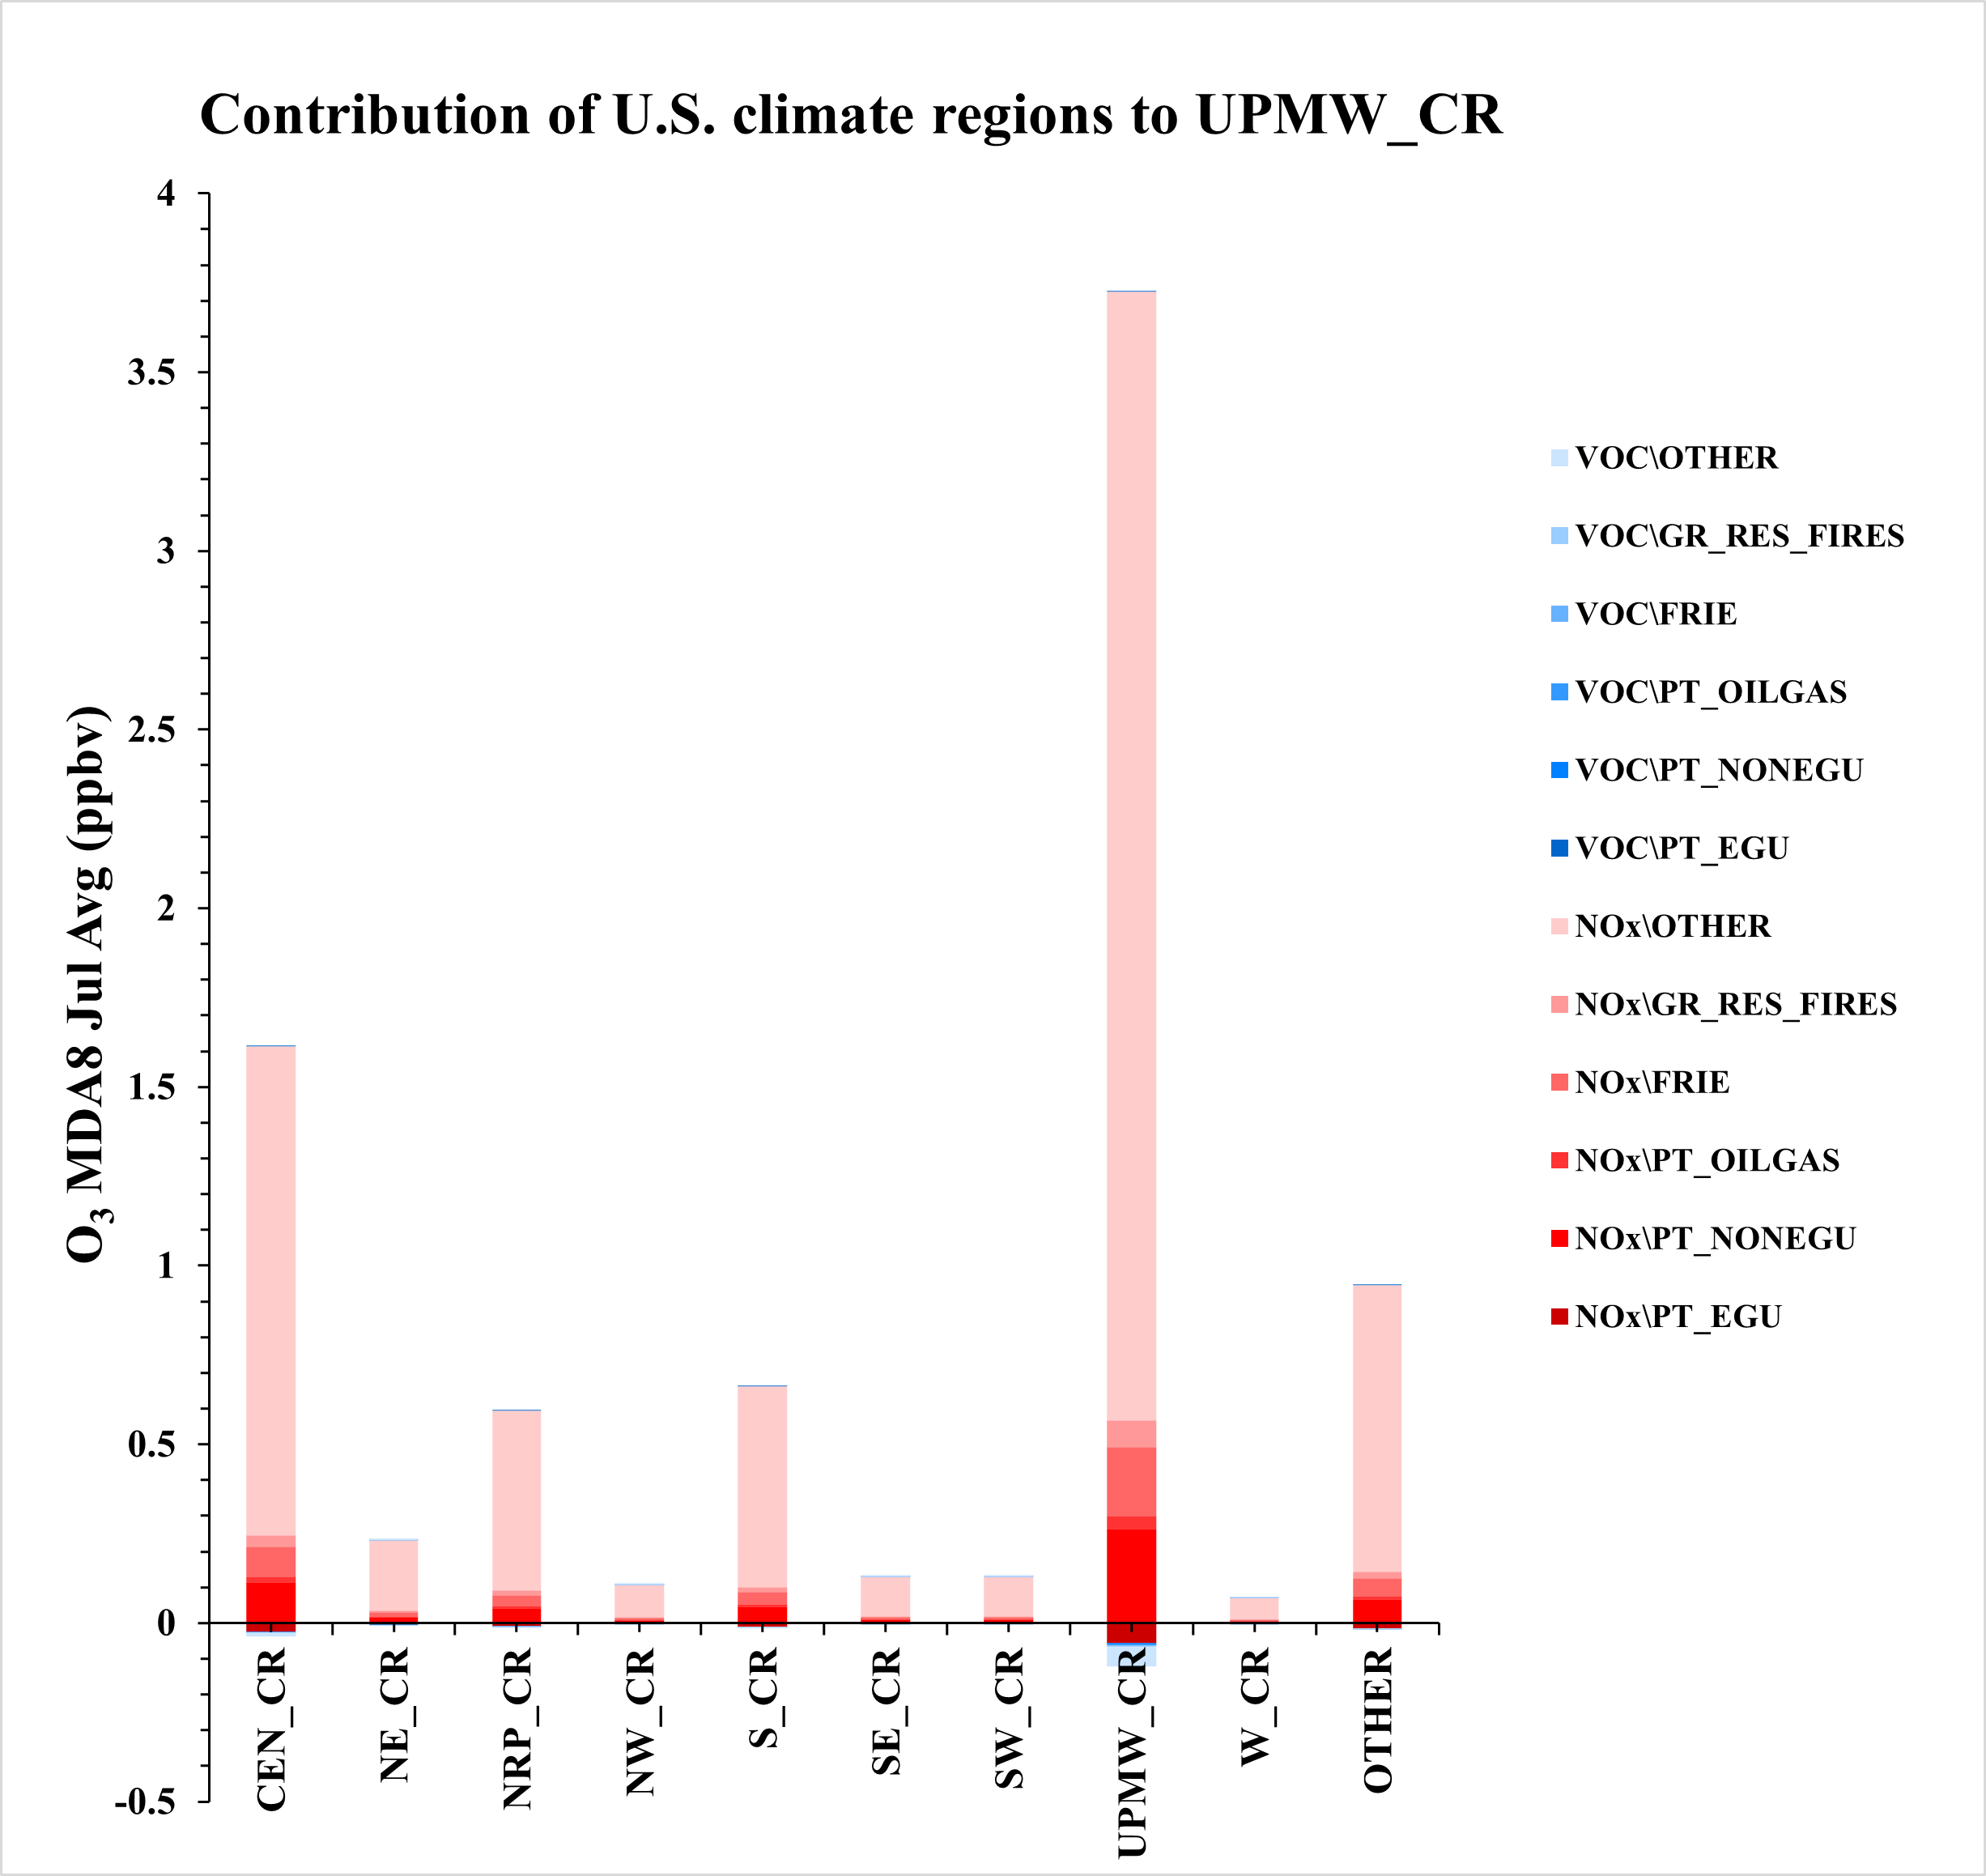 Contribution of U.S. climate regions to UPMW_CR
O3 MDA8 Jul Avg (ppbv)
4
3.5
3
2.5
2
1.5
1
0.5
0
-0.5
CEN_CR
NE_CR
NRP_CR
NW_CR
S_CR
SE_CR
SW_CR
UPMW_CR
W_CR
OTHER
VOC\OTHER
VOC\GR_RES_FIRES
VOC\FRIE
VOC\PT_OILGAS
VOC\PT_NONEGU
VOC\PT_EGU
NOx\OTHER
NOx\GR_RES_FIRES
NOx\FRIE
NOx\PT_OILGAS
NOx\PT_NONEGU
NOx\PT_EGU